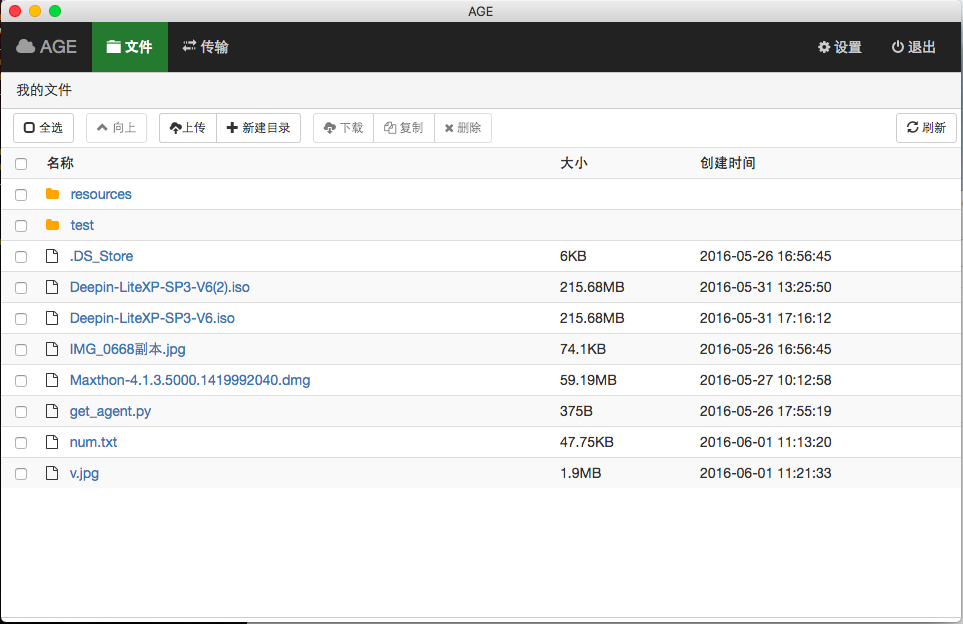 AGE
AGE 文件 传输 设置 退出
我的文件
全选 向上 上传 新建目录 下载 复制 删除 刷新
名称 大小 创建时间
resources
test
.DS_Store 6KB 2016-05-26 16:56:45
Deepin-LiteXP-SP3-V6(2).iso 215.68MB 2016-05-31 13:25:50
Deepin-LiteXP-SP3-V6.iso 215.68MB 2016-05-31 17:16:12
IMG_0668副本.jpg 74.1KB 2016-05-26 16:56:45
Maxthon-4.1.3.5000.1419992040.dmg 59.19MB 2016-05-27 10:12:58
get_agent.py 375B 2016-05-26 17:55:19
num.txt 47.75KB 2016-06-01 11:13:20
v.jpg 1.9MB 2016-06-01 11:21:33